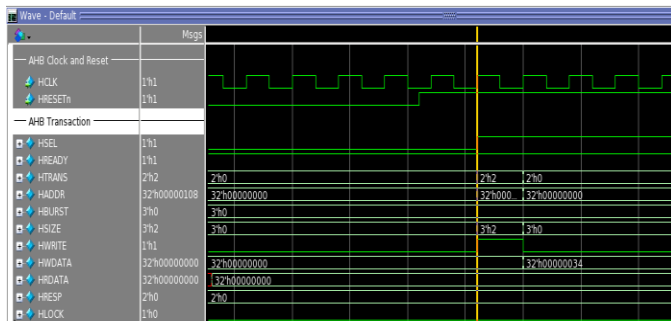 Wave - Default
Msgs
AHB Clock and Reset
HCLK 1'h1
HRESETn 1'h1
AHB Transaction
HSEL 1'h1
HREADY 1'h1
HTRANS 2'h2 2'h0 2'h2 2'h0
HADDR 32'h00000108 32'h00000000 32'h000... 32'h00000000
HBURST 3'h0 3'h0
HSIZE 3'h2 3'h0 3'h2 3'h0
HWRITE 1'h1
HWDATA 32'h00000000 32'h00000000 32'h00000034
HRDATA 32'h00000000 32'h00000000
HRESP 2'h0 2'h0
HLOCK 1'h0